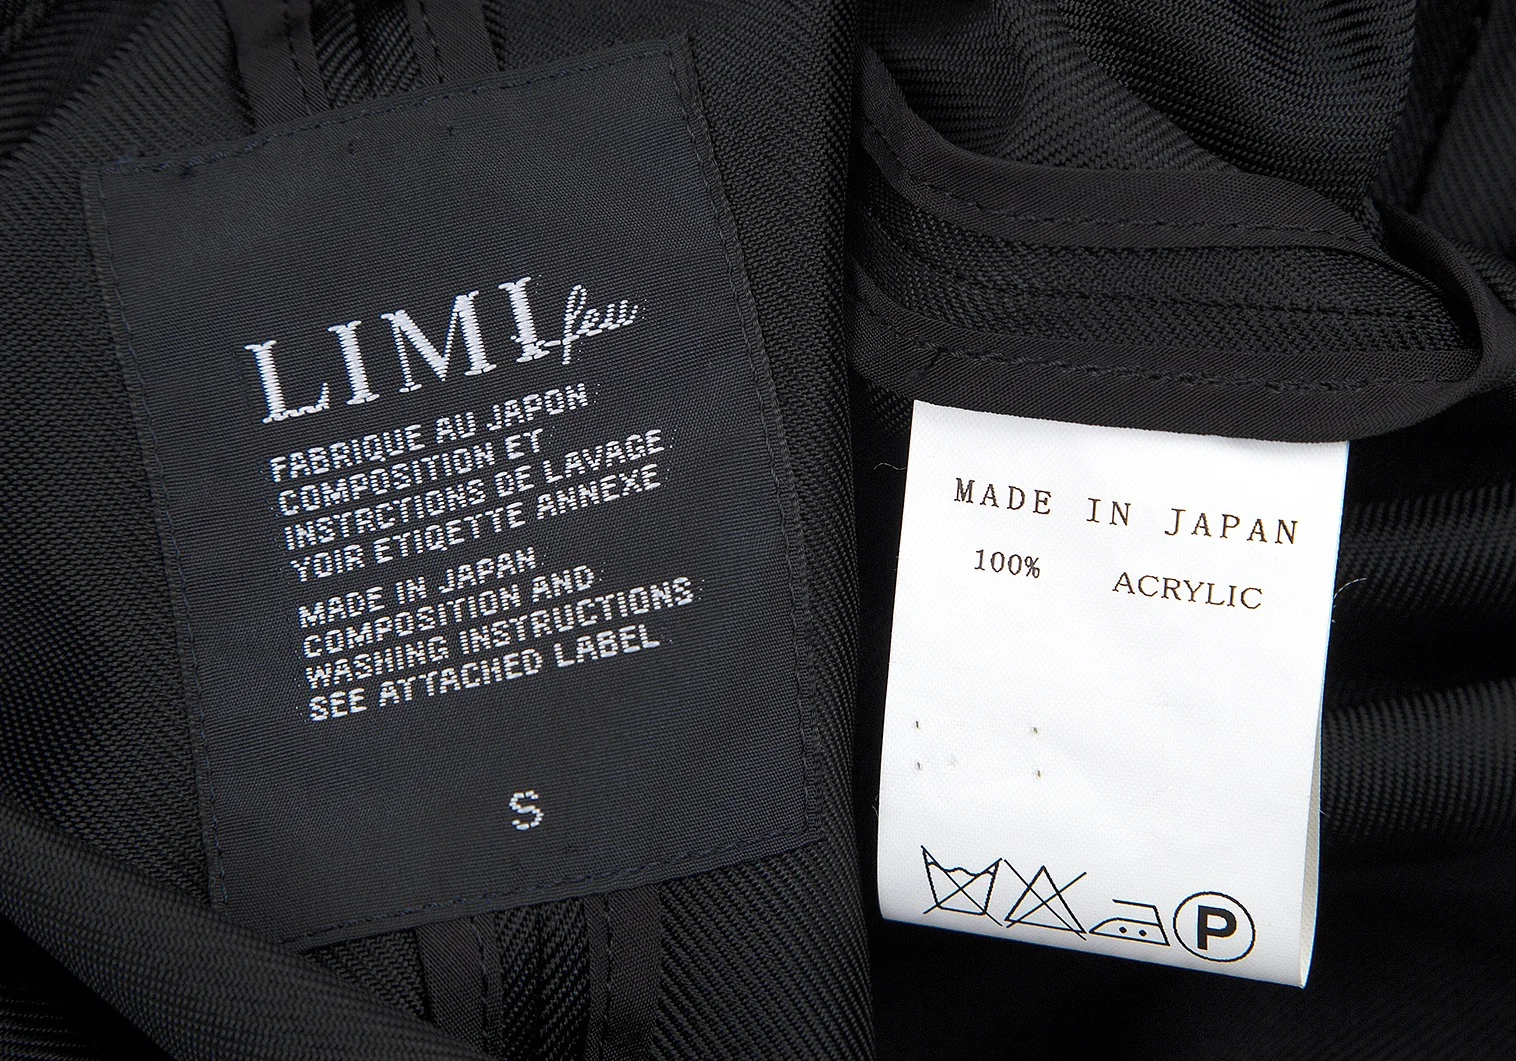 LIMI feu
FABRIQUE AU JAPON
COMPOSITION ET
INSTRCTIONS DE LAVAGE
YOIR ETIQETTE ANNEXE
MADE IN JAPAN
COMPOSITION AND
WASHING INSTRUCTIONS
SEE ATTACHED LABEL
S
MADE IN JAPAN
100% ACRYLIC
P